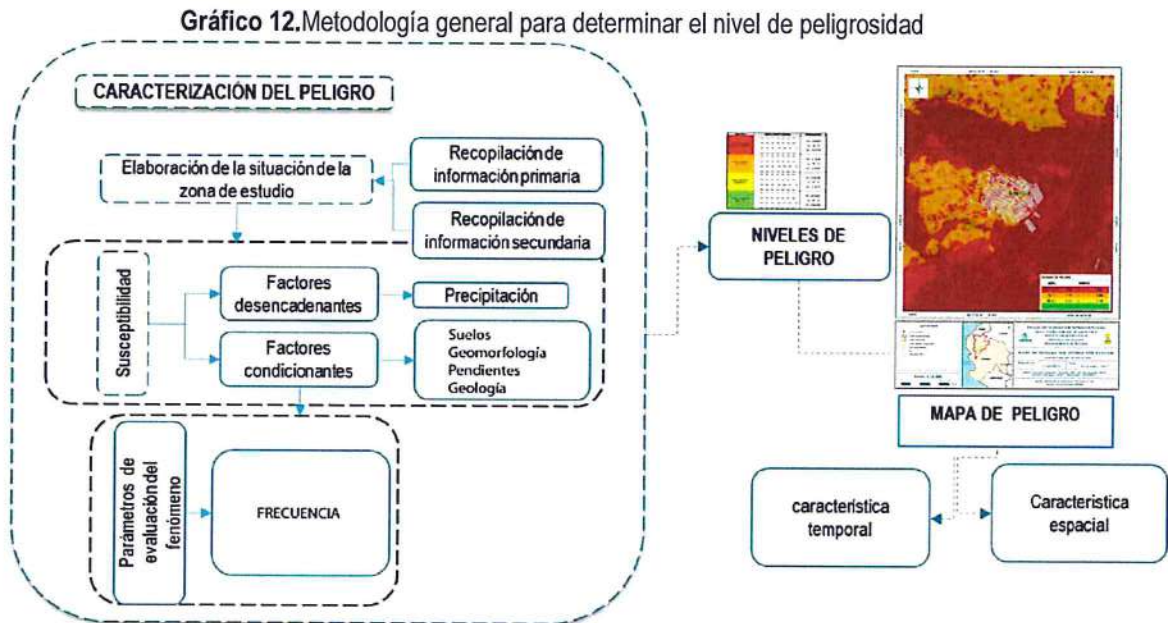 Gráfico 12.Metodología general para determinar el nivel de peligrosidad
CARACTERIZACIÓN DEL PELIGRO
Elaboración de la situación de la
zona de estudio
Recopilación de
información primaria
Recopilación de
información secundaria
Susceptibilidad
Factores
desencadenantes
Precipitación
Factores
condicionantes
Suelos
Geomorfología
Pendientes
Geología
Parámetros de
evaluación del
fenómeno
FRECUENCIA
NIVELES DE
PELIGRO
MAPA DE PELIGRO
característica
temporal
Caracteristica
espacial